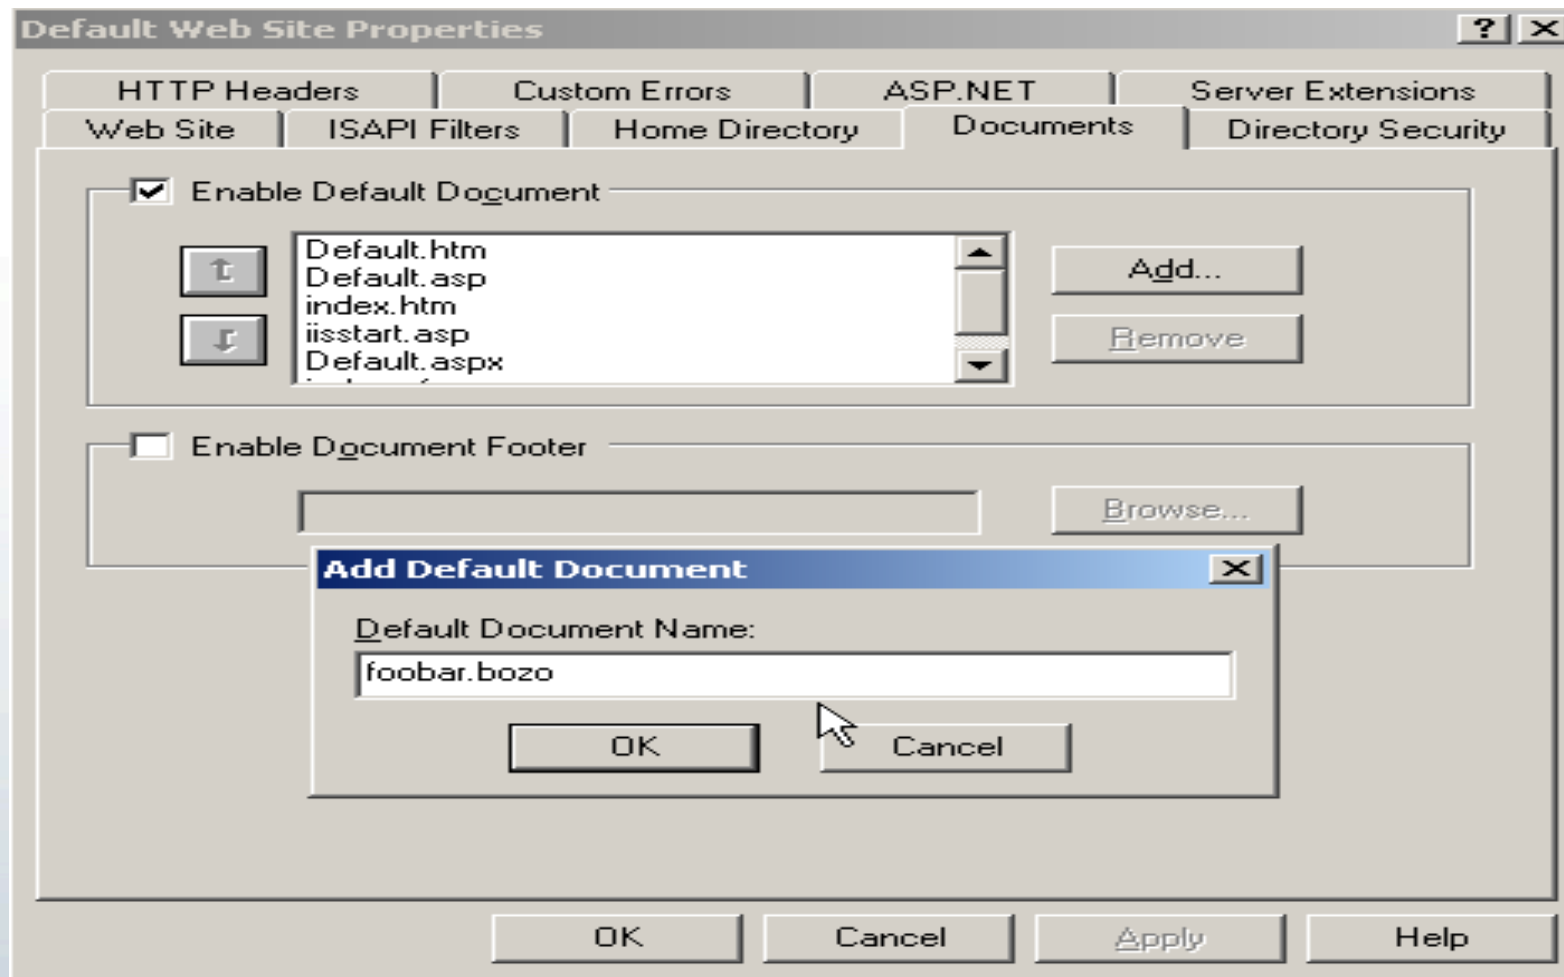 Default Web Site Properties
HTTP Headers Custom Errors ASP.NET Server Extensions
Web Site ISAPI Filters Home Directory Documents Directory Security
Enable Default Document
Default.htm
Default.asp
index.htm
iisstart.asp
Default.aspx
Add...
Remove
Enable Document Footer
Browse...
Add Default Document
Default Document Name:
foobar.bozo
OK Cancel
OK Cancel Apply Help